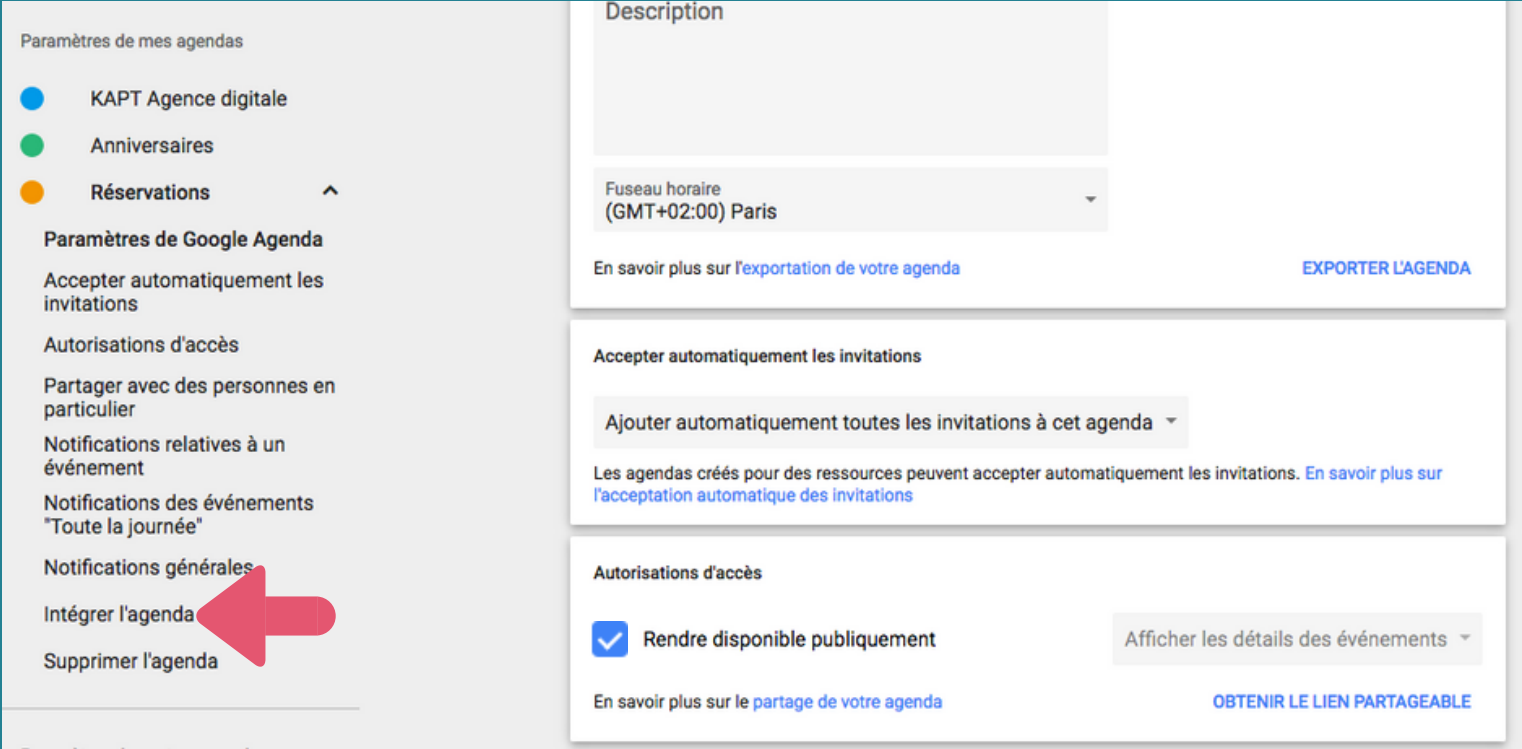 Paramètres de mes agendas
KAPT Agence digitale
Anniversaires
Réservations
Paramètres de Google Agenda
Accepter automatiquement les
invitations
Autorisations d'accès
Partager avec des personnes en
particulier
Notifications relatives à un
événement
Notifications des événements
"Toute la journée"
Notifications générales
Intégrer l'agenda
Supprimer l'agenda
Description
Fuseau horaire
(GMT+02:00) Paris
En savoir plus sur l'exportation de votre agenda
EXPORTER L'AGENDA
Accepter automatiquement les invitations
Ajouter automatiquement toutes les invitations à cet agenda
Les agendas créés pour des ressources peuvent accepter automatiquement les invitations. En savoir plus sur
l'acceptation automatique des invitations
Autorisations d'accès
Rendre disponible publiquement
Afficher les détails des événements
En savoir plus sur le partage de votre agenda
OBTENIR LE LIEN PARTAGEABLE